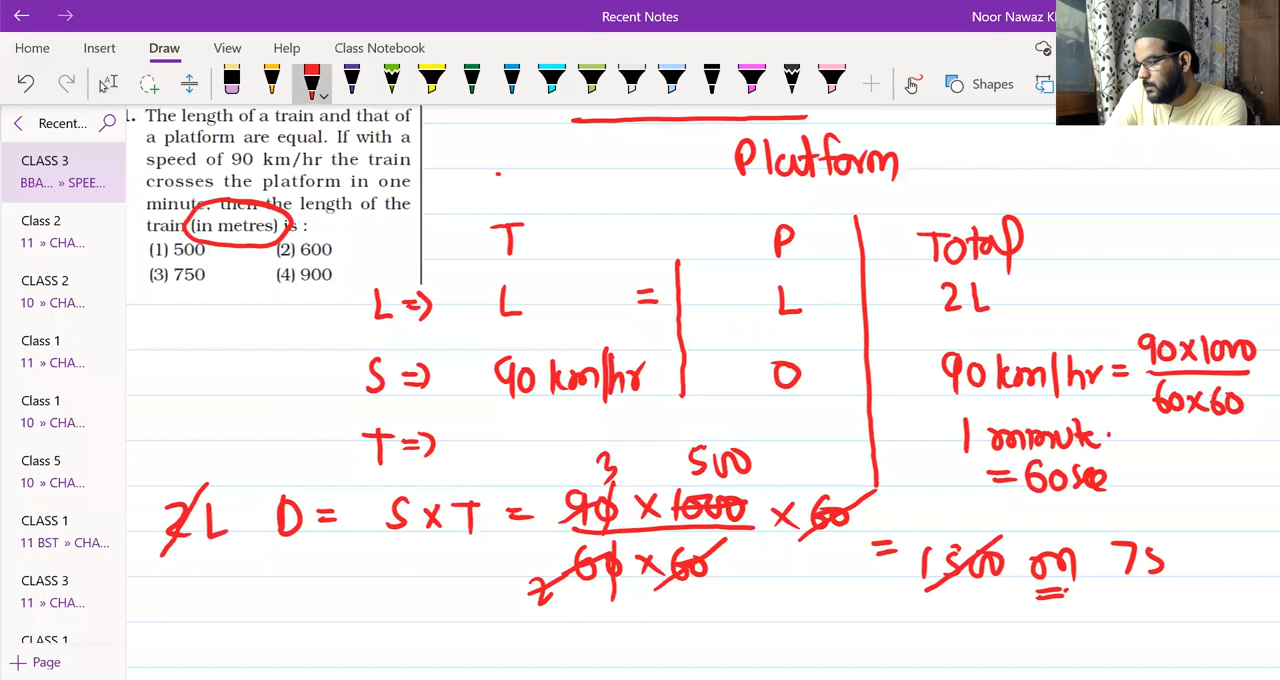 Recent Notes
Noor Nawaz Kh
Home Insert Draw View Help Class Notebook
Shapes
Recent...
CLASS 3
BBA... » SPEE...
Class 2
11 » CHA...
CLASS 2
10 » CHA...
Class 1
11 » CHA...
Class 1
10 » CHA...
Class 5
10 » CHA...
CLASS 1
11 BST » CHA...
CLASS 3
11 » CHA...
CLASS 1
Page
The length of a train and that of
a platform are equal. If with a
speed of 90 km/hr the train
crosses the platform in one
minute, then the length of the
train (in metres) is :
(1) 500 (2) 600
(3) 750 (4) 900
Platform
T P Total
L => L = L 2L
S => 90 km/hr 0 90 km/hr = 90 x 1000
60 x 60
T => 1 minute.
= 60 sec
3 500
2L D = S x T = 90 x 1000 x 60
2 60 x 60
= 1500 m 75